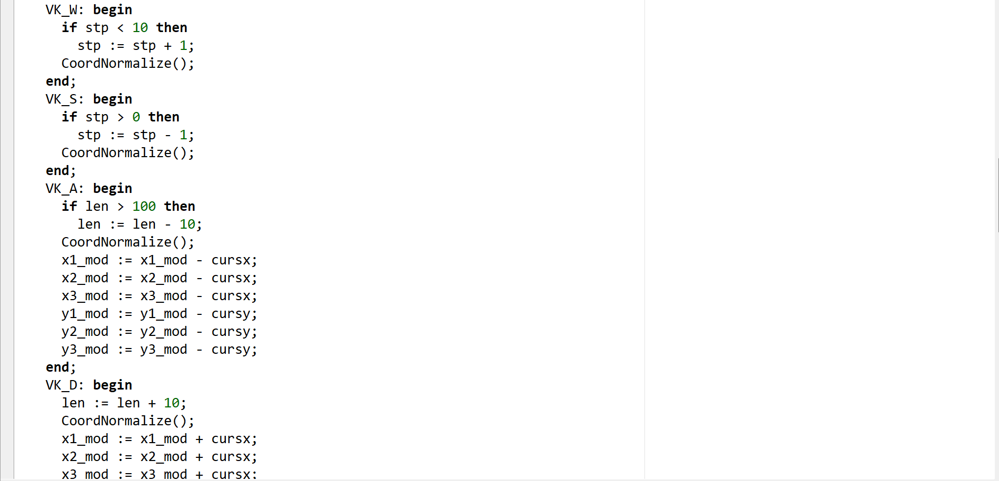 VK_W: begin
if stp < 10 then
stp := stp + 1;
CoordNormalize();
end;
VK_S: begin
if stp > 0 then
stp := stp - 1;
CoordNormalize();
end;
VK_A: begin
if len > 100 then
len := len - 10;
CoordNormalize();
x1_mod := x1_mod - cursx;
x2_mod := x2_mod - cursx;
x3_mod := x3_mod - cursx;
y1_mod := y1_mod - cursy;
y2_mod := y2_mod - cursy;
y3_mod := y3_mod - cursy;
end;
VK_D: begin
len := len + 10;
CoordNormalize();
x1_mod := x1_mod + cursx;
x2_mod := x2_mod + cursx;
x3_mod := x3_mod + cursx;